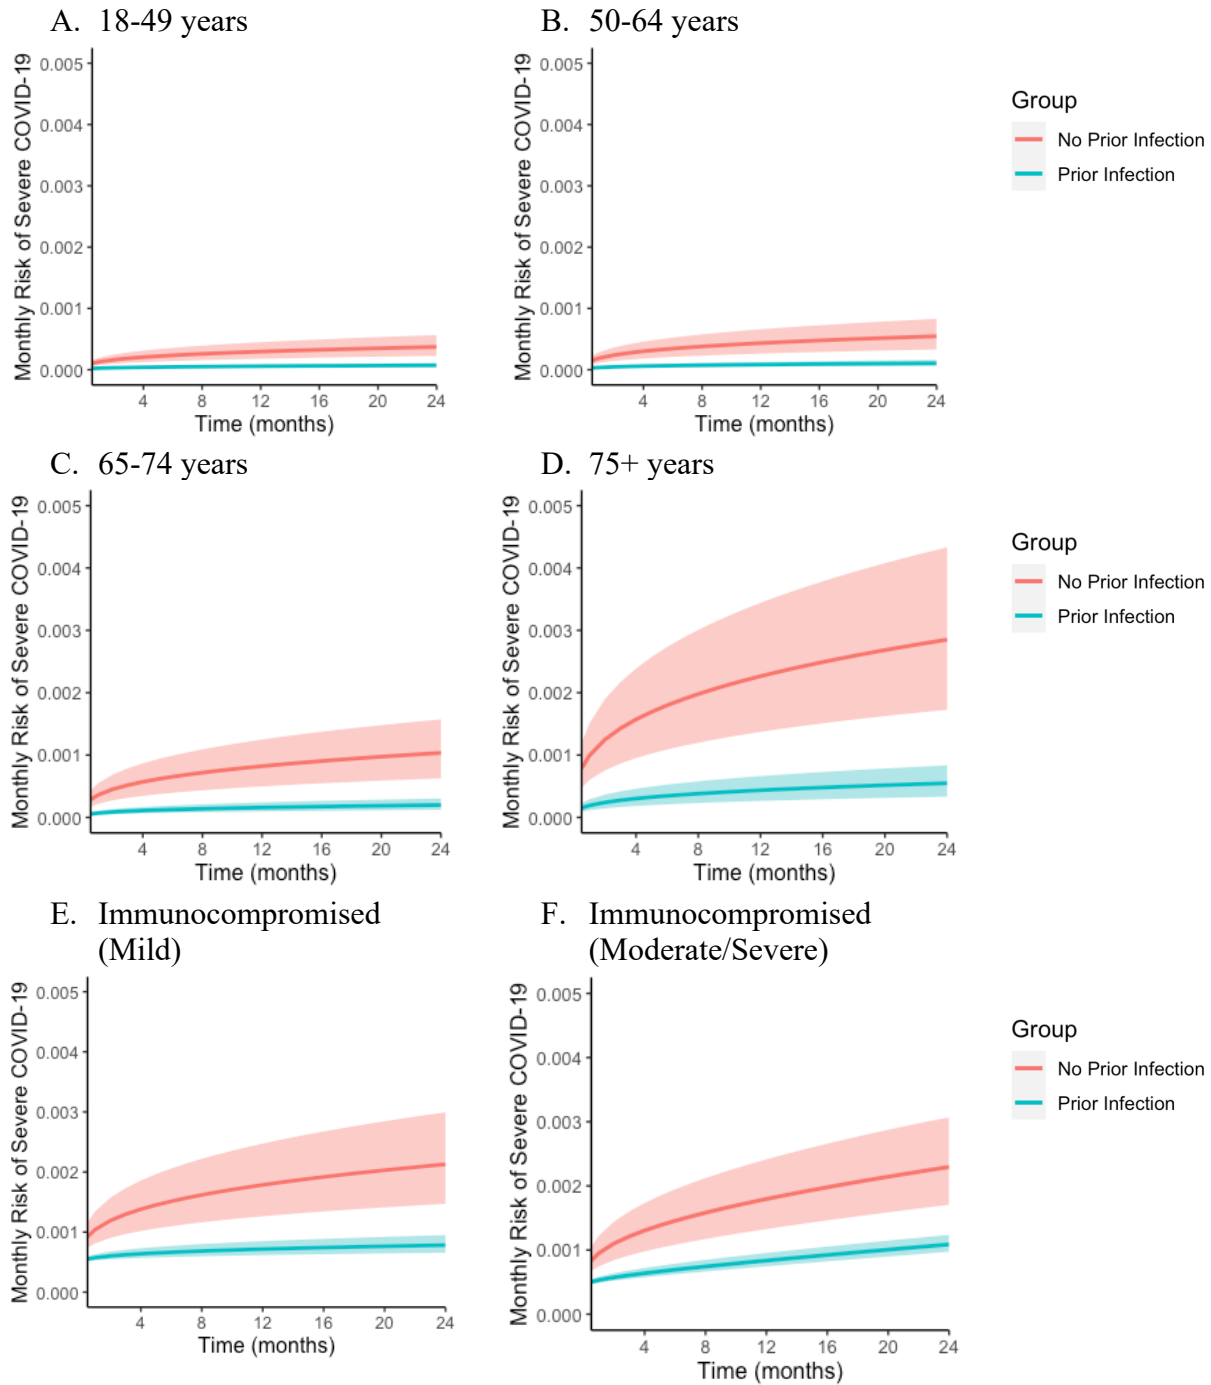 A. 18-49 years
Monthly Risk of Severe COVID-19
0.005
0.004
0.003
0.002
0.001
0.000
4 8 12 16 20 24
Time (months)
B. 50-64 years
Monthly Risk of Severe COVID-19
0.005
0.004
0.003
0.002
0.001
0.000
4 8 12 16 20 24
Time (months)
Group
No Prior Infection
Prior Infection
C. 65-74 years
Monthly Risk of Severe COVID-19
0.005
0.004
0.003
0.002
0.001
0.000
4 8 12 16 20 24
Time (months)
D. 75+ years
Monthly Risk of Severe COVID-19
0.005
0.004
0.003
0.002
0.001
0.000
4 8 12 16 20 24
Time (months)
Group
No Prior Infection
Prior Infection
E. Immunocompromised
(Mild)
Monthly Risk of Severe COVID-19
0.005
0.004
0.003
0.002
0.001
0.000
4 8 12 16 20 24
Time (months)
F. Immunocompromised
(Moderate/Severe)
Monthly Risk of Severe COVID-19
0.005
0.004
0.003
0.002
0.001
0.000
4 8 12 16 20 24
Time (months)
Group
No Prior Infection
Prior Infection